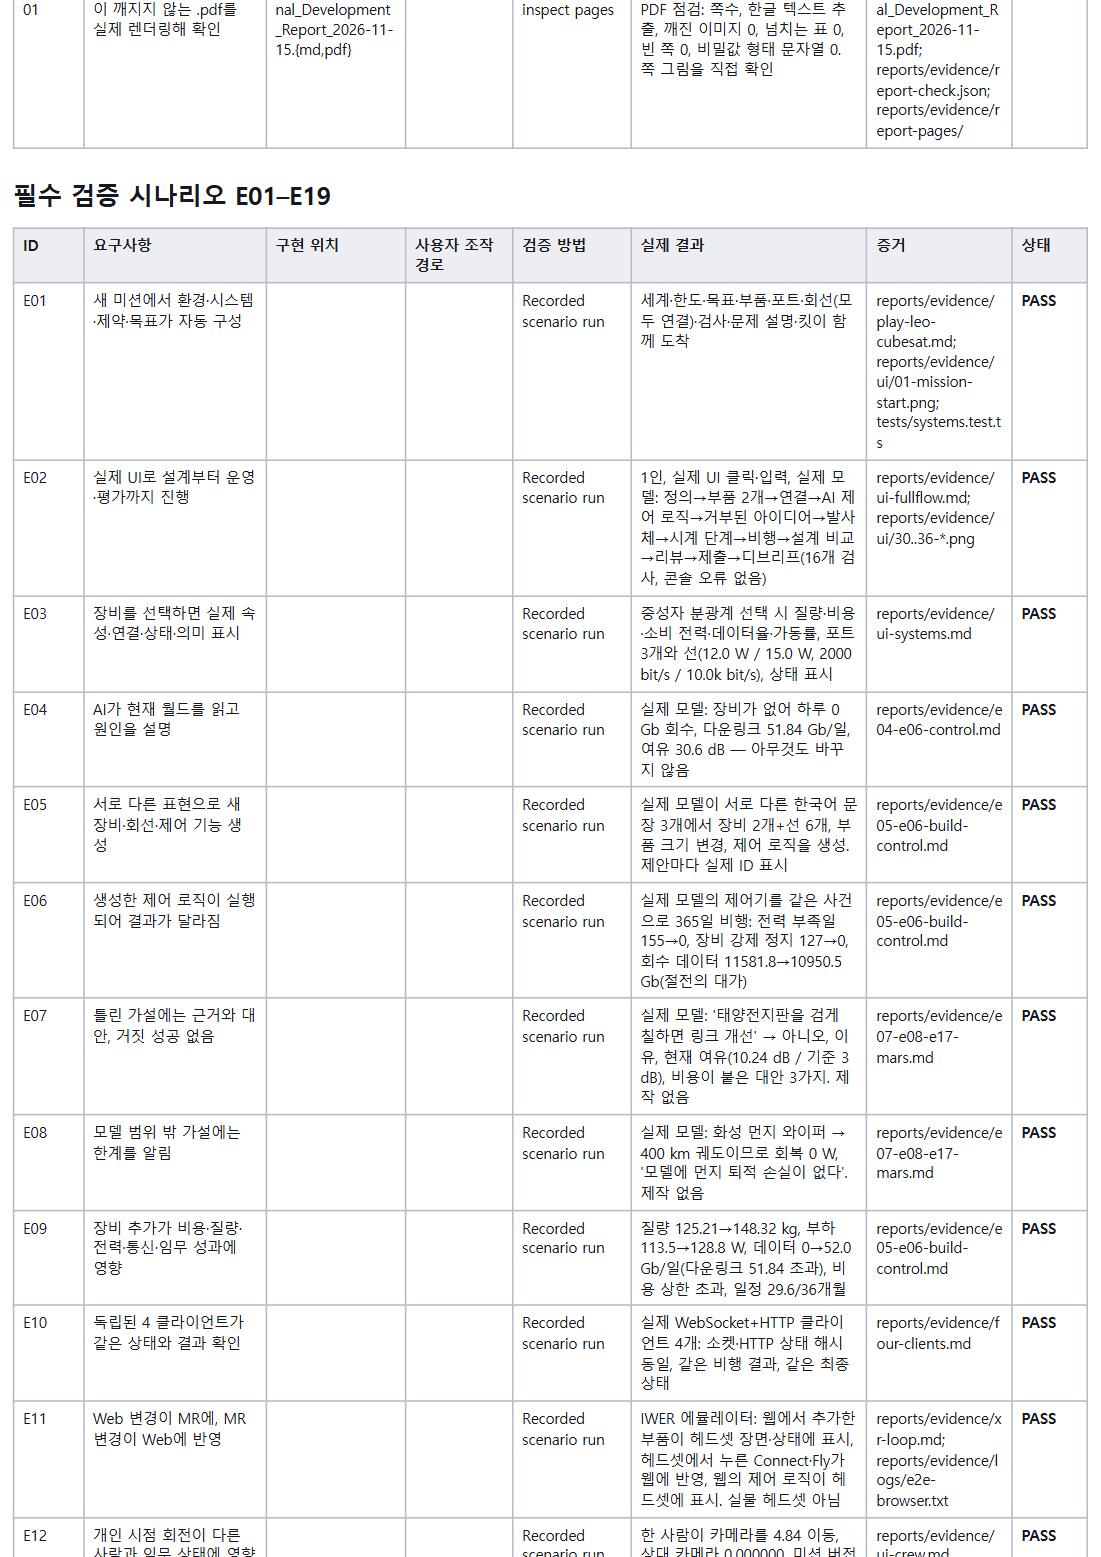 01
이 깨지지 않는 .pdf를
실제 렌더링해 확인
nal_Development
_Report_2026-11-
15.{md,pdf}
inspect pages
PDF 점검: 쪽수, 한글 텍스트 추
출, 깨진 이미지 0, 넘치는 표 0,
빈 쪽 0, 비밀값 형태 문자열 0.
쪽 그림을 직접 확인
al_Development_R
eport_2026-11-
15.pdf;
reports/evidence/r
eport-check.json;
reports/evidence/r
eport-pages/
필수 검증 시나리오 E01–E19
ID
요구사항
구현 위치
사용자 조작
경로
검증 방법
실제 결과
증거
상태
E01
새 미션에서 환경·시스템
·제약·목표가 자동 구성
Recorded
scenario run
세계·한도·목표·부품·포트·회선(모
두 연결)·검사·문제 설명·킷이 함
께 도착
reports/evidence/
play-leo-
cubesat.md;
reports/evidence/
ui/01-mission-
start.png;
tests/systems.test.t
s
PASS
E02
실제 UI로 설계부터 운영
·평가까지 진행
Recorded
scenario run
1인, 실제 UI 클릭·입력, 실제 모
델: 정의→부품 2개→연결→AI 제
어 로직→거부된 아이디어→발사
체→시계 단계→비행→설계 비교
→리뷰→제출→디브리프(16개 검
사, 콘솔 오류 없음)
reports/evidence/
ui-fullflow.md;
reports/evidence/
ui/30..36-*.png
PASS
E03
장비를 선택하면 실제 속
성·연결·상태·의미 표시
Recorded
scenario run
중성자 분광계 선택 시 질량·비용
·소비 전력·데이터율·가동률, 포트
3개와 선(12.0 W / 15.0 W, 2000
bit/s / 10.0k bit/s), 상태 표시
reports/evidence/
ui-systems.md
PASS
E04
AI가 현재 월드를 읽고
원인을 설명
Recorded
scenario run
실제 모델: 장비가 없어 하루 0
Gb 회수, 다운링크 51.84 Gb/일,
여유 30.6 dB — 아무것도 바꾸
지 않음
reports/evidence/e
04-e06-control.md
PASS
E05
서로 다른 표현으로 새
장비·회선·제어 기능 생
성
Recorded
scenario run
실제 모델이 서로 다른 한국어 문
장 3개에서 장비 2개+선 6개, 부
품 크기 변경, 제어 로직을 생성.
제안마다 실제 ID 표시
reports/evidence/e
05-e06-build-
control.md
PASS
E06
생성한 제어 로직이 실행
되어 결과가 달라짐
Recorded
scenario run
실제 모델의 제어기를 같은 사건
으로 365일 비행: 전력 부족일
155→0, 장비 강제 정지 127→0,
회수 데이터 11581.8→10950.5
Gb(절전의 대가)
reports/evidence/e
05-e06-build-
control.md
PASS
E07
틀린 가설에는 근거와 대
안, 거짓 성공 없음
Recorded
scenario run
실제 모델: '태양전지판을 검게
칠하면 링크 개선' → 아니오, 이
유, 현재 여유(10.24 dB / 기준 3
dB), 비용이 붙은 대안 3가지. 제
작 없음
reports/evidence/e
07-e08-e17-
mars.md
PASS
E08
모델 범위 밖 가설에는
한계를 알림
Recorded
scenario run
실제 모델: 화성 먼지 와이퍼 →
400 km 궤도이므로 회복 0 W,
'모델에 먼지 퇴적 손실이 없다'.
제작 없음
reports/evidence/e
07-e08-e17-
mars.md
PASS
E09
장비 추가가 비용·질량·
전력·통신·임무 성과에
영향
Recorded
scenario run
질량 125.21→148.32 kg, 부하
113.5→128.8 W, 데이터 0→52.0
Gb/일(다운링크 51.84 초과), 비
용 상한 초과, 일정 29.6/36개월
reports/evidence/e
05-e06-build-
control.md
PASS
E10
독립된 4 클라이언트가
같은 상태와 결과 확인
Recorded
scenario run
실제 WebSocket+HTTP 클라이
언트 4개: 소켓·HTTP 상태 해시
동일, 같은 비행 결과, 같은 최종
상태
reports/evidence/f
our-clients.md
PASS
E11
Web 변경이 MR에, MR
변경이 Web에 반영
Recorded
scenario run
IWER 에뮬레이터: 웹에서 추가한
부품이 헤드셋 장면·상태에 표시,
헤드셋에서 누른 Connect·Fly가
웹에 반영, 웹의 제어 로직이 헤
드셋에 표시. 실물 헤드셋 아님
reports/evidence/x
r-loop.md;
reports/evidence/l
ogs/e2e-
browser.txt
PASS
E12
개인 시점 회전이 다른
사람과 임무 상태에 영향
Recorded
scenario run
한 사람이 카메라를 4.84 이동,
상대 카메라 0.000000, 미션 버전
reports/evidence/
ui-crew.md
PASS